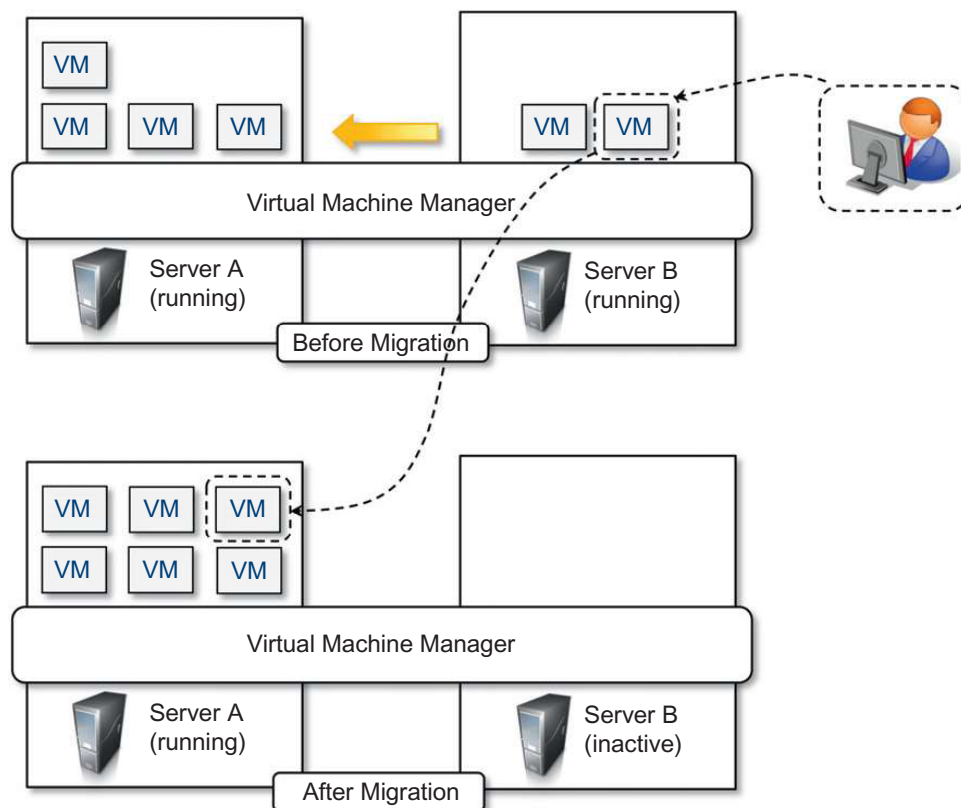 VM
VM VM VM VM VM
Virtual Machine Manager
Server A
(running)
Server B
(running)
Before Migration
VM VM VM
VM VM VM
Virtual Machine Manager
Server A
(running)
Server B
(inactive)
After Migration